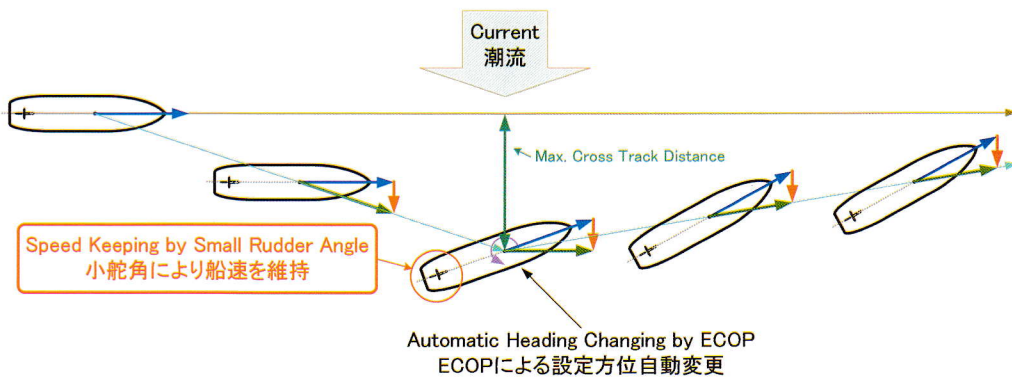 Current
潮流
Max. Cross Track Distance
Speed Keeping by Small Rudder Angle
小舵角により船速を維持
Automatic Heading Changing by ECOP
ECOPによる設定方位自動変更